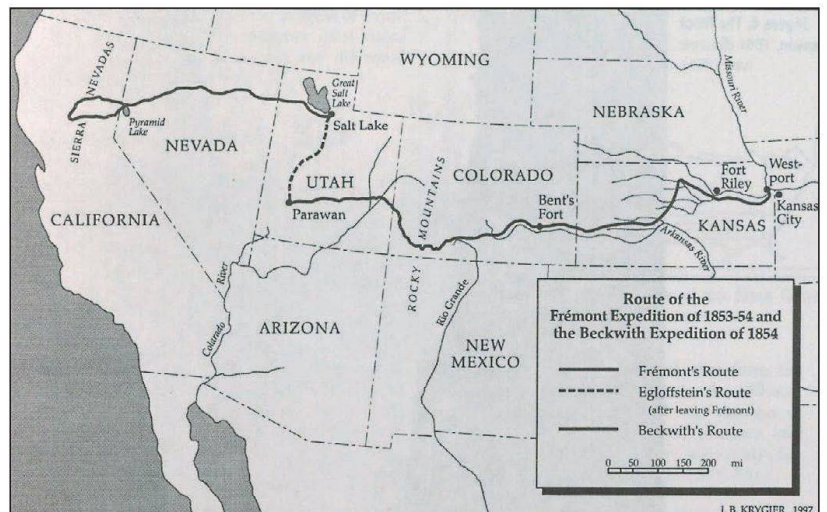 WYOMING
NEBRASKA
Missouri River
SIERRA NEVADAS
Pyramid
Lake
NEVADA
Great
Salt
Lake
Salt Lake
UTAH
Parawan
COLORADO
ROCKY MOUNTAINS
Bent's
Fort
Fort
Riley
West-
port
Kansas
City
KANSAS
Arkansas River
CALIFORNIA
Colorado River
ARIZONA
Rio Grande
NEW
MEXICO
Route of the
Frémont Expedition of 1853-54 and
the Beckwith Expedition of 1854
Frémont's Route
Egloffstein's Route
(after leaving Frémont)
Beckwith's Route
0 50 100 150 200 mi
J. B. KRYGIER, 1997